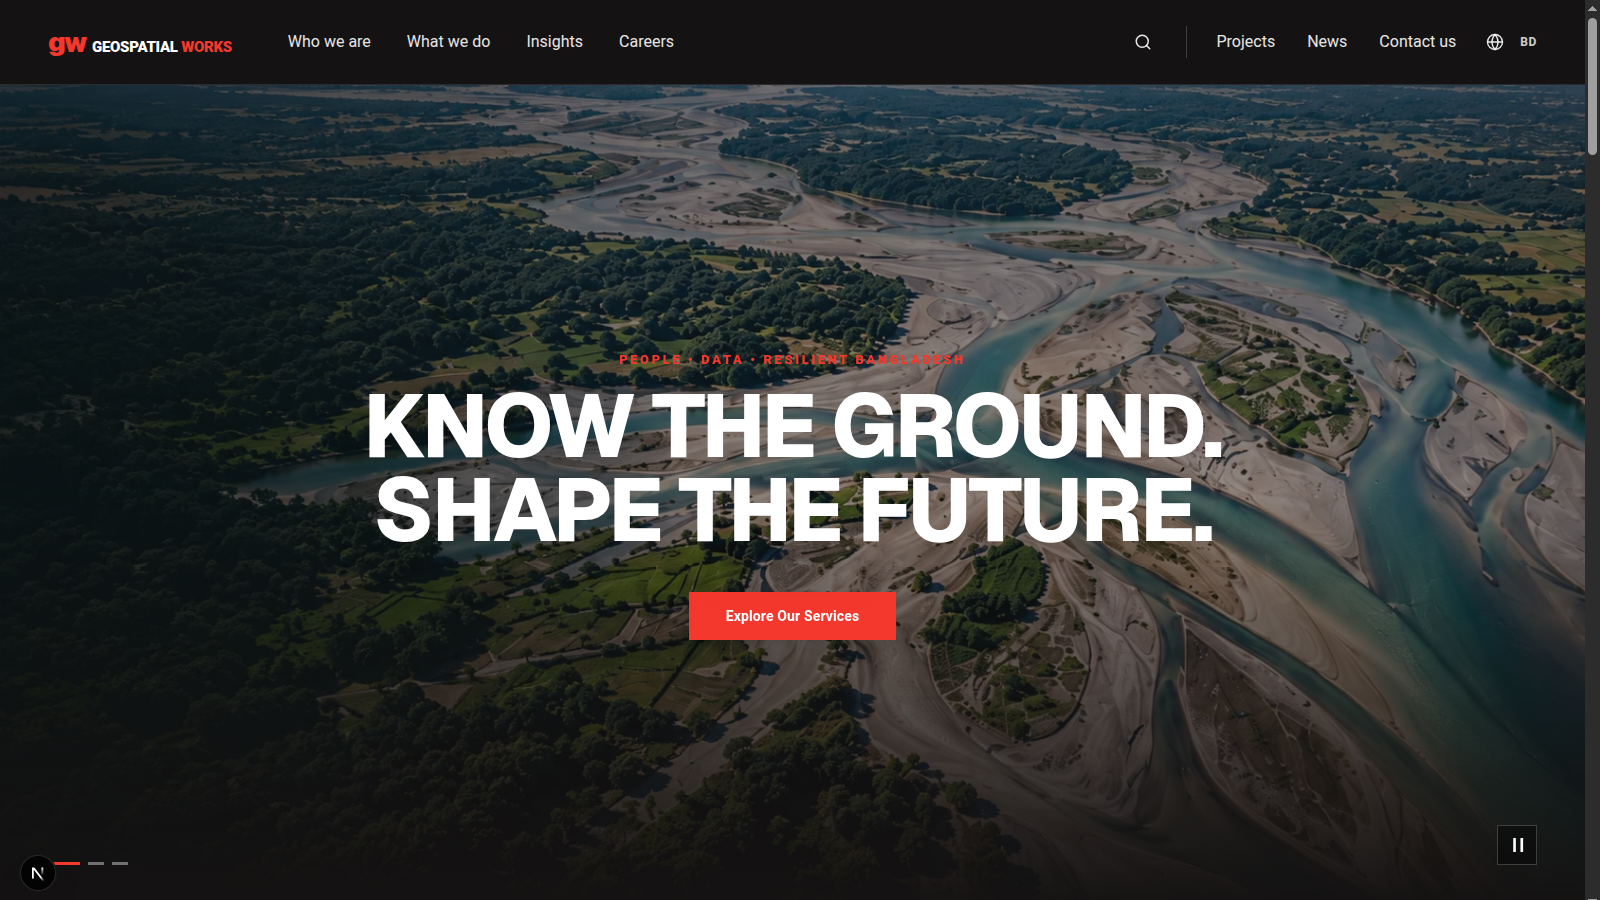 gw GEOSPATIAL WORKS
Who we are
What we do
Insights
Careers
Projects
News
Contact us
BD
PEOPLE • DATA • RESILIENT BANGLADESH
KNOW THE GROUND.
SHAPE THE FUTURE.
Explore Our Services
N